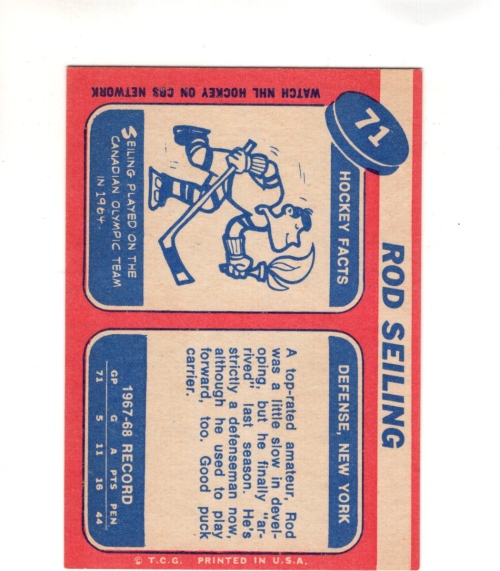 71
ROD SEILING
HOCKEY FACTS
SEILING PLAYED ON THE
CANADIAN OLYMPIC TEAM
IN 1964.
DEFENSE, NEW YORK
A top-rated amateur, Rod
was a little slow in devel-
oping, but he finally "ar-
rived" last season. He's
strictly a defenseman now,
although he used to play
forward, too. Good puck
carrier.
1967-68 RECORD
GP G A PTS PEN
71 5 11 16 44
WATCH NHL HOCKEY ON CBS NETWORK
© T.C.G. PRINTED IN U.S.A.